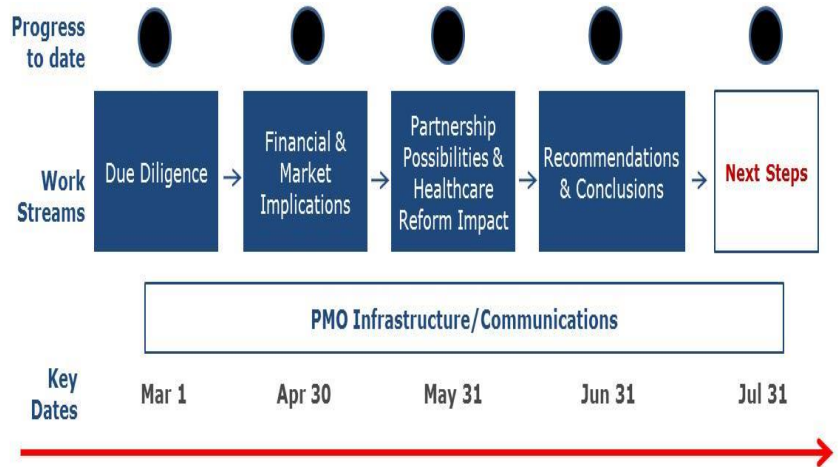 Progress
to date
Work
Streams
Due Diligence
Financial &
Market
Implications
Partnership
Possibilities &
Healthcare
Reform Impact
Recommendations
& Conclusions
Next Steps
PMO Infrastructure/Communications
Key
Dates
Mar 1
Apr 30
May 31
Jun 31
Jul 31